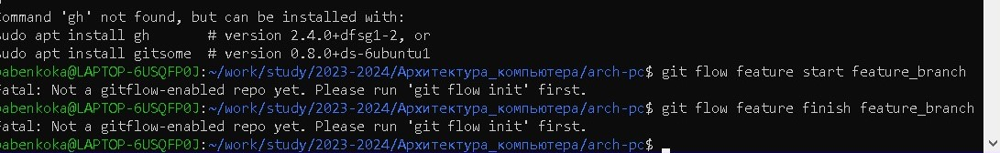 Command 'gh' not found, but can be installed with:
sudo apt install gh # version 2.4.0+dfsg1-2, or
sudo apt install gitsome # version 0.8.0+ds-6ubuntu1
babenkoka@LAPTOP-6USQFP0J:~/work/study/2023-2024/Архитектура_компьютера/arch-pc$ git flow feature start feature_branch
Fatal: Not a gitflow-enabled repo yet. Please run 'git flow init' first.
babenkoka@LAPTOP-6USQFP0J:~/work/study/2023-2024/Архитектура_компьютера/arch-pc$ git flow feature finish feature_branch
Fatal: Not a gitflow-enabled repo yet. Please run 'git flow init' first.
babenkoka@LAPTOP-6USQFP0J:~/work/study/2023-2024/Архитектура_компьютера/arch-pc$